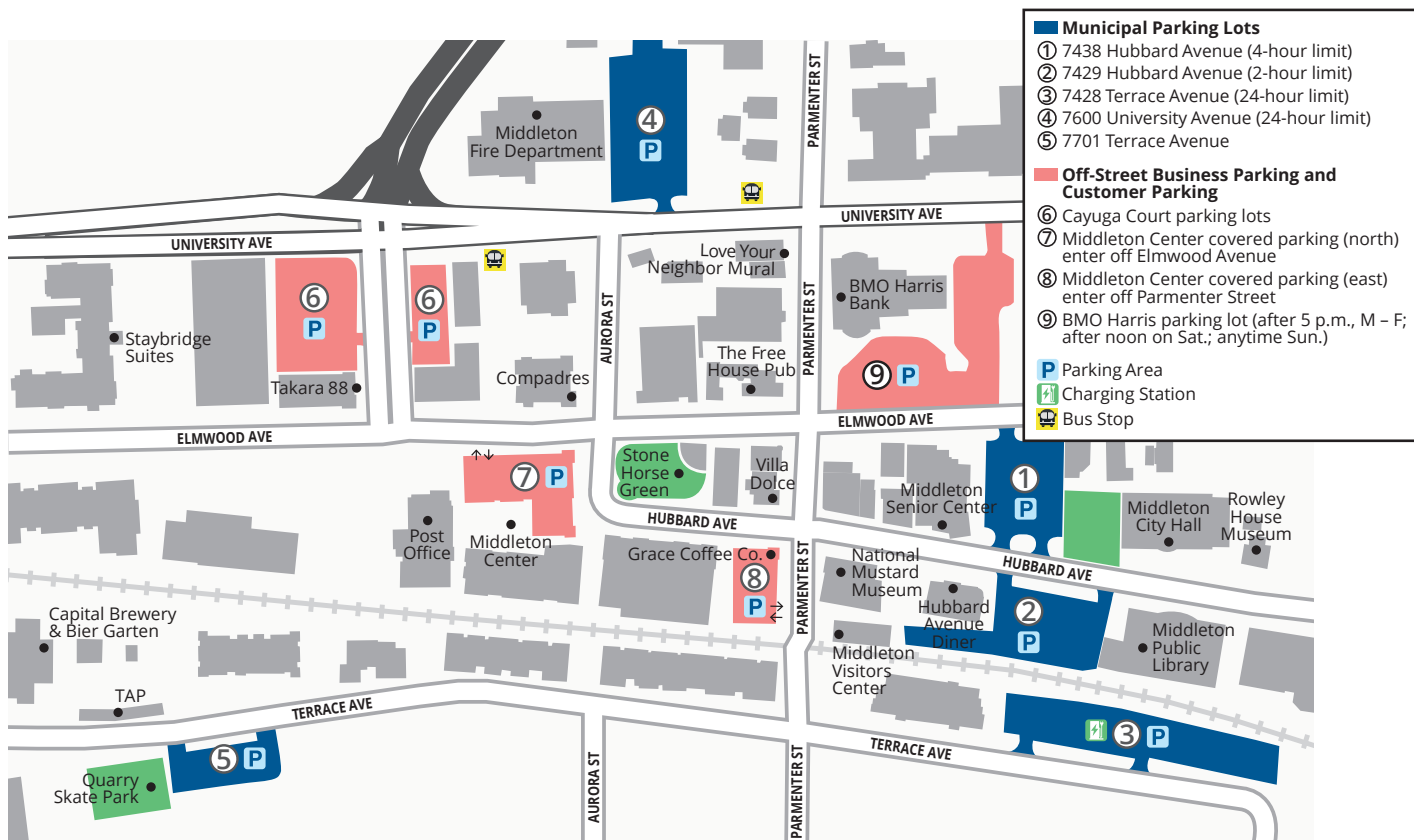 Municipal Parking Lots
① 7438 Hubbard Avenue (4-hour limit)
② 7429 Hubbard Avenue (2-hour limit)
③ 7428 Terrace Avenue (24-hour limit)
④ 7600 University Avenue (24-hour limit)
⑤ 7701 Terrace Avenue
Off-Street Business Parking and
Customer Parking
⑥ Cayuga Court parking lots
⑦ Middleton Center covered parking (north)
enter off Elmwood Avenue
⑧ Middleton Center covered parking (east)
enter off Parmenter Street
⑨ BMO Harris parking lot (after 5 p.m., M – F;
after noon on Sat.; anytime Sun.)
P Parking Area
Charging Station
Bus Stop
④
P
Middleton
Fire Department
PARMENTER ST
UNIVERSITY AVE
UNIVERSITY AVE
Love Your
Neighbor Mural
BMO Harris
Bank
⑥
P
⑥
P
AURORA ST
PARMENTER ST
Staybridge
Suites
Takara 88
Compadres
The Free
House Pub
⑨ P
ELMWOOD AVE
ELMWOOD AVE
⑦ P
Stone
Horse
Green
Villa
Dolce
Middleton
Senior Center
①
P
Middleton
City Hall
Rowley
House
Museum
HUBBARD AVE
Post
Office
Middleton
Center
Grace Coffee Co.
⑧
P
PARMENTER ST
National
Mustard
Museum
HUBBARD AVE
Hubbard
Avenue
Diner
②
P
Middleton
Public
Library
Middleton
Visitors
Center
Capital Brewery
& Bier Garten
TAP
TERRACE AVE
TERRACE AVE
③ P
⑤ P
Quarry
Skate Park
AURORA ST
PARMENTER ST